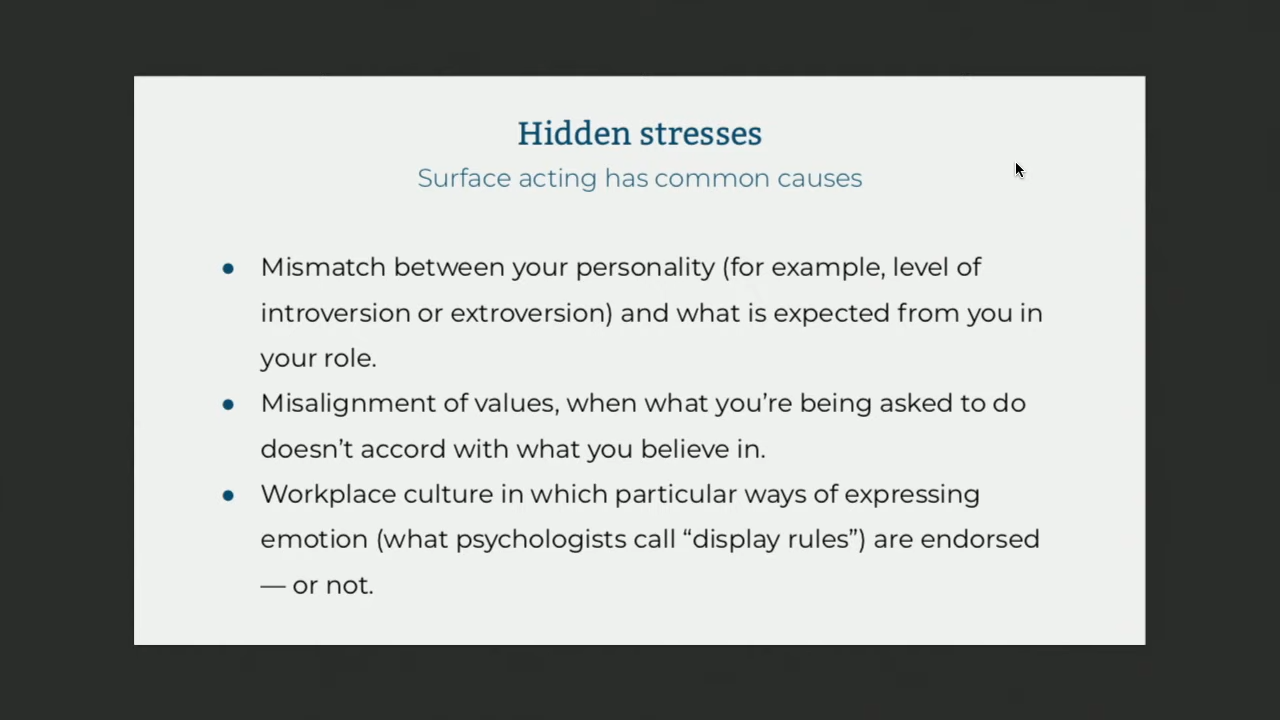 Hidden stresses
Surface acting has common causes
● Mismatch between your personality (for example, level of
introversion or extroversion) and what is expected from you in
your role.
● Misalignment of values, when what you’re being asked to do
doesn’t accord with what you believe in.
● Workplace culture in which particular ways of expressing
emotion (what psychologists call “display rules”) are endorsed
— or not.